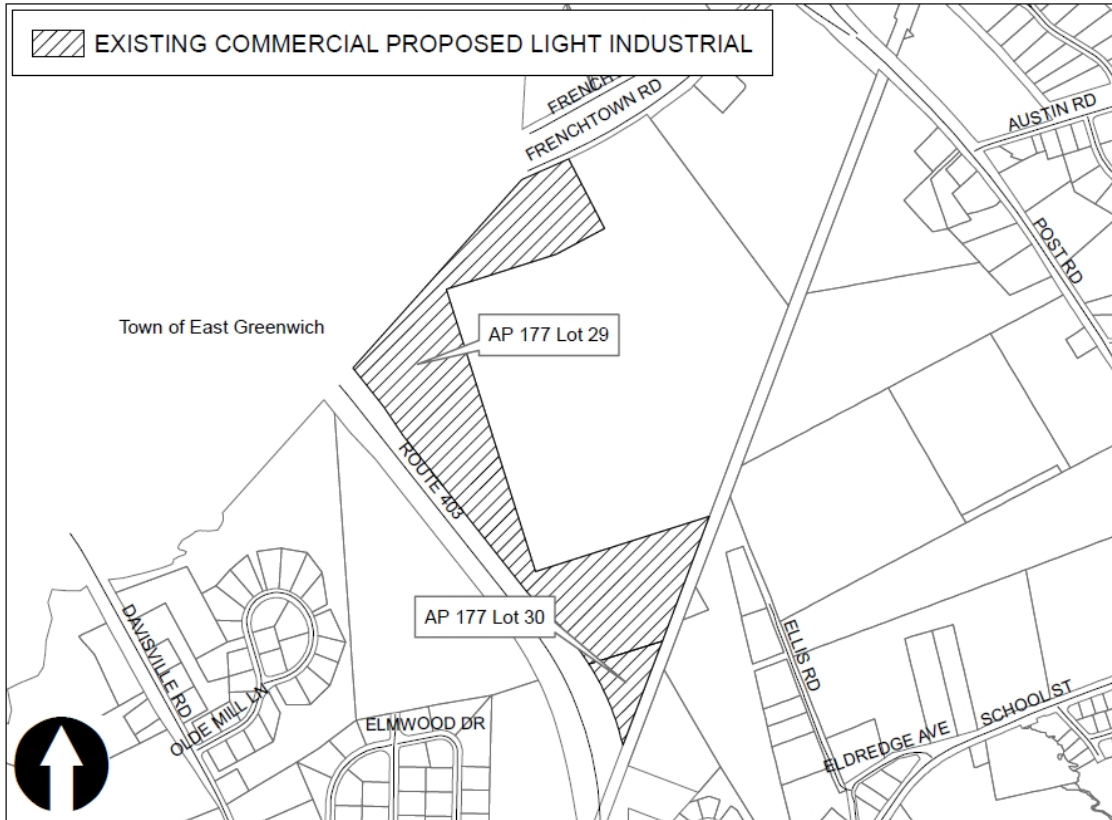 EXISTING COMMERCIAL PROPOSED LIGHT INDUSTRIAL
FRENCHTOWN RD
AUSTIN RD
POST RD
Town of East Greenwich
AP 177 Lot 29
ROUTE 403
AP 177 Lot 30
DAVISVILLE RD
OLDE MILL LN
ELMWOOD DR
ELLIS RD
ELDREDGE AVE
SCHOOL ST